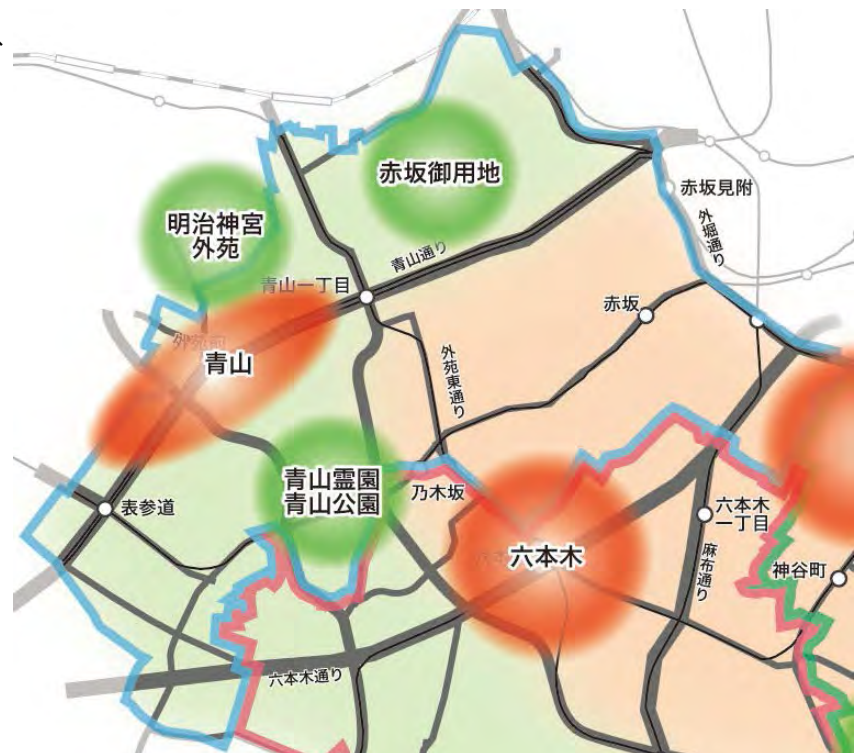 赤坂御用地
赤坂見附
明治神宮
外苑
外堀通り
青山通り
青山一丁目
赤坂
外苑前
青山
外苑東通り
青山霊園
青山公園
乃木坂
表参道
六本木
一丁目
六本木
神谷町
麻布通り
六本木通り